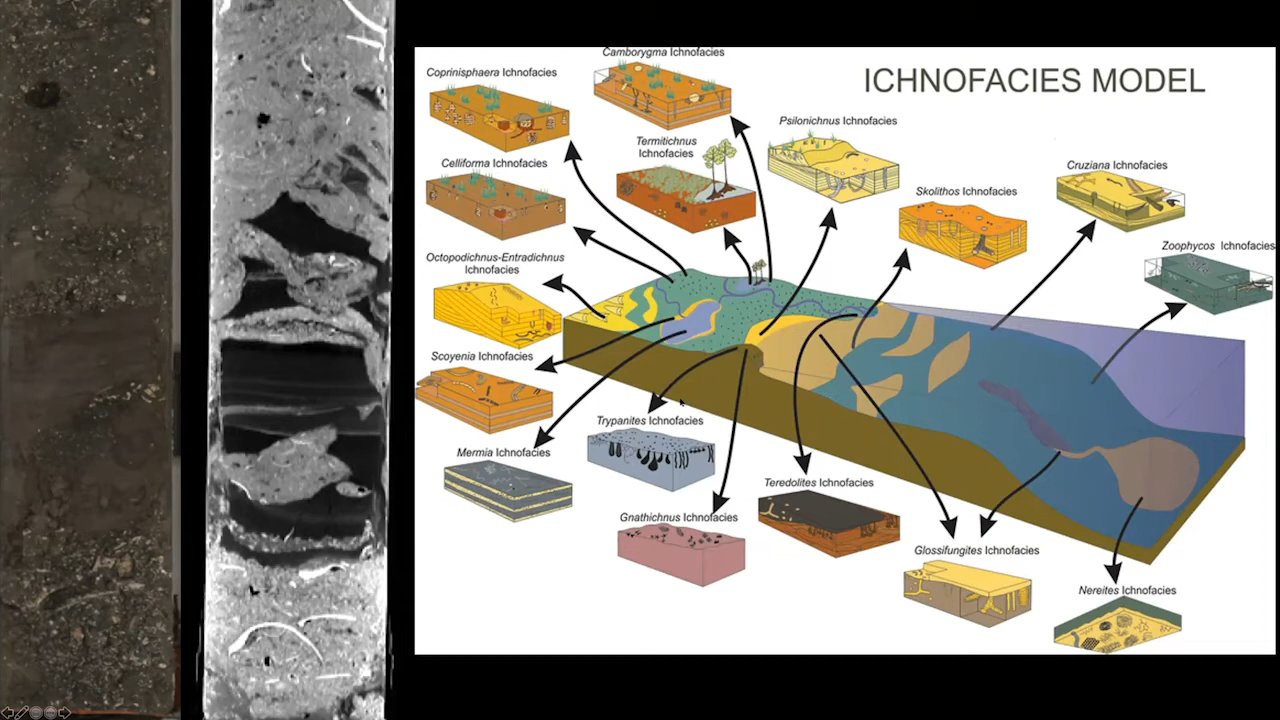 ICHNOFACIES MODEL
Camborygma Ichnofacies
Coprinisphaera Ichnofacies
Psilonichnus Ichnofacies
Termitichnus
Ichnofacies
Celliforma Ichnofacies
Cruziana Ichnofacies
Skolithos Ichnofacies
Zoophycos Ichnofacies
Octopodichnus-Entradichnus
Ichnofacies
Scoyenia Ichnofacies
Trypanites Ichnofacies
Mermia Ichnofacies
Teredolites Ichnofacies
Gnathichnus Ichnofacies
Glossifungites Ichnofacies
Nereites Ichnofacies